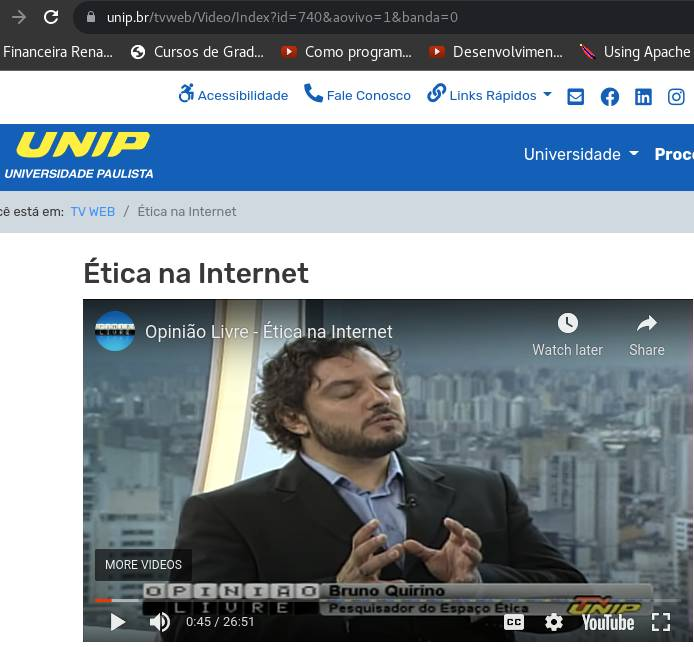 unip.br/tvweb/Video/Index?id=740&aovivo=1&banda=0
Financeira Rena... Cursos de Grad... Como program... Desenvolvimen... Using Apache
Acessibilidade Fale Conosco Links Rápidos
UNIP
UNIVERSIDADE PAULISTA
Universidade Proce
cê está em: TV WEB / Ética na Internet
Ética na Internet
Opinião Livre - Ética na Internet
Watch later Share
MORE VIDEOS
OPINIÃO Bruno Quirino
LIVRE Pesquisador do Espaço Ética
TV UNIP
0:45 / 26:51 CC YouTube